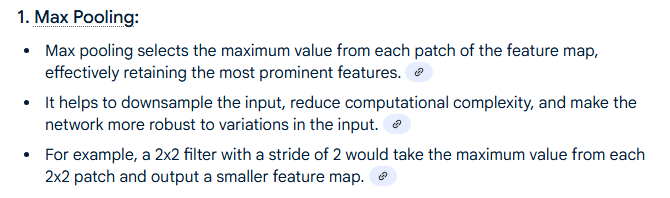 1. Max Pooling:
• Max pooling selects the maximum value from each patch of the feature map,
effectively retaining the most prominent features.
• It helps to downsample the input, reduce computational complexity, and make the
network more robust to variations in the input.
• For example, a 2x2 filter with a stride of 2 would take the maximum value from each
2x2 patch and output a smaller feature map.